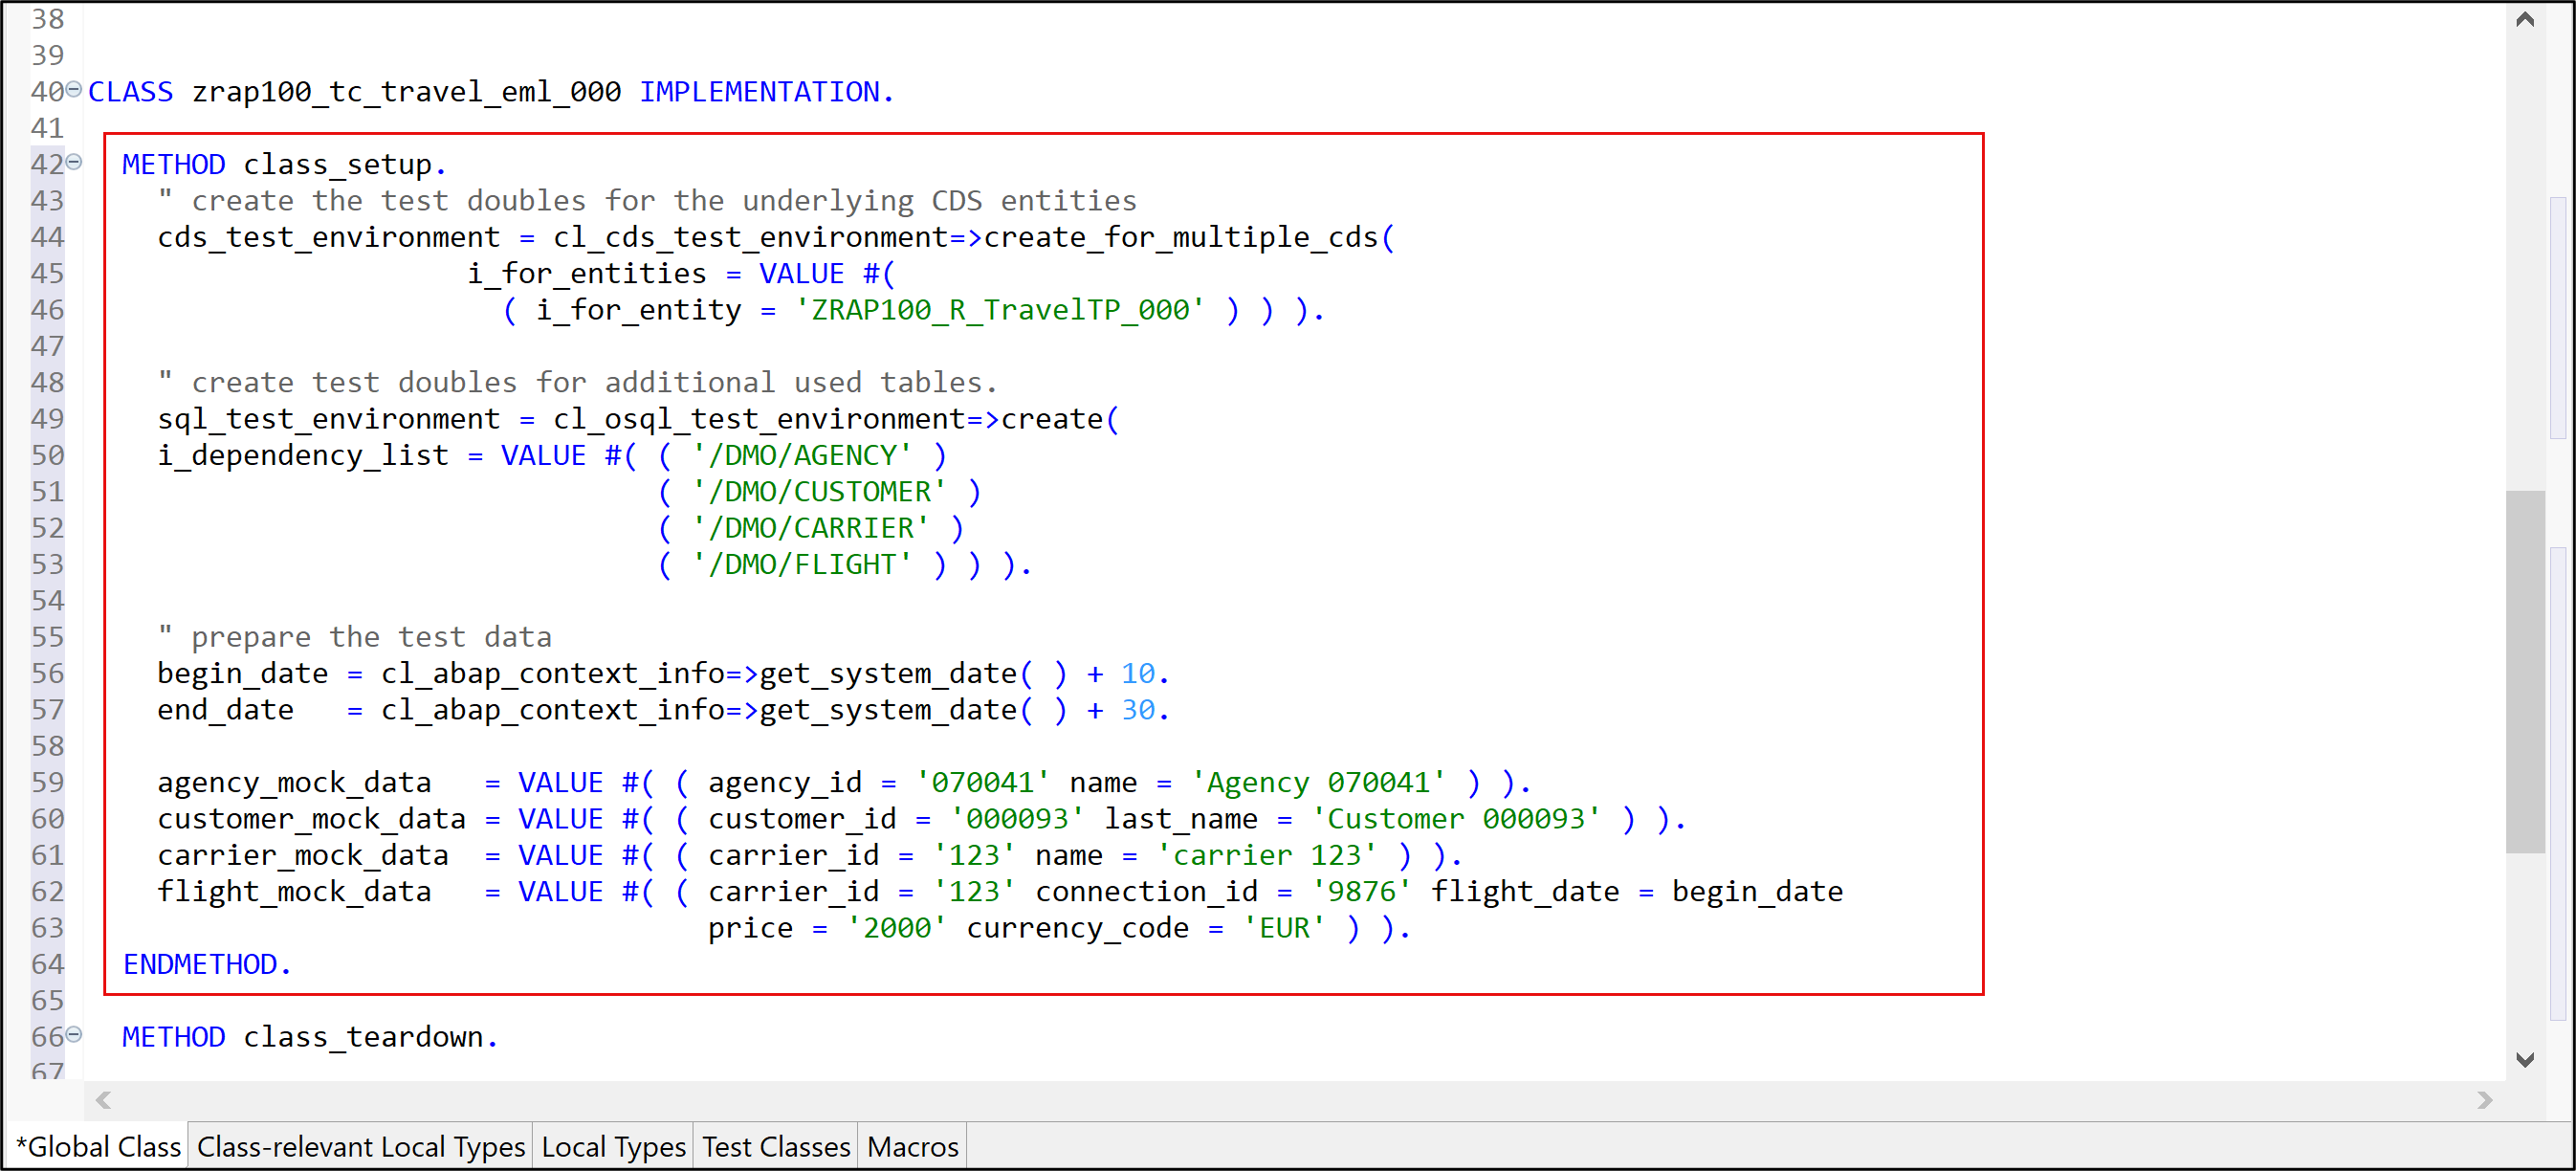 38
39
40 CLASS zrap100_tc_travel_eml_000 IMPLEMENTATION.
41
42 METHOD class_setup.
43 " create the test doubles for the underlying CDS entities
44 cds_test_environment = cl_cds_test_environment=>create_for_multiple_cds(
45 i_for_entities = VALUE #(
46 ( i_for_entity = 'ZRAP100_R_TravelTP_000' ) ) ).
47
48 " create test doubles for additional used tables.
49 sql_test_environment = cl_osql_test_environment=>create(
50 i_dependency_list = VALUE #( ( '/DMO/AGENCY' )
51 ( '/DMO/CUSTOMER' )
52 ( '/DMO/CARRIER' )
53 ( '/DMO/FLIGHT' ) ) ).
54
55 " prepare the test data
56 begin_date = cl_abap_context_info=>get_system_date( ) + 10.
57 end_date = cl_abap_context_info=>get_system_date( ) + 30.
58
59 agency_mock_data = VALUE #( ( agency_id = '070041' name = 'Agency 070041' ) ).
60 customer_mock_data = VALUE #( ( customer_id = '000093' last_name = 'Customer 000093' ) ).
61 carrier_mock_data = VALUE #( ( carrier_id = '123' name = 'carrier 123' ) ).
62 flight_mock_data = VALUE #( ( carrier_id = '123' connection_id = '9876' flight_date = begin_date
63 price = '2000' currency_code = 'EUR' ) ).
64 ENDMETHOD.
65
66 METHOD class_teardown.
67
*Global Class Class-relevant Local Types Local Types Test Classes Macros